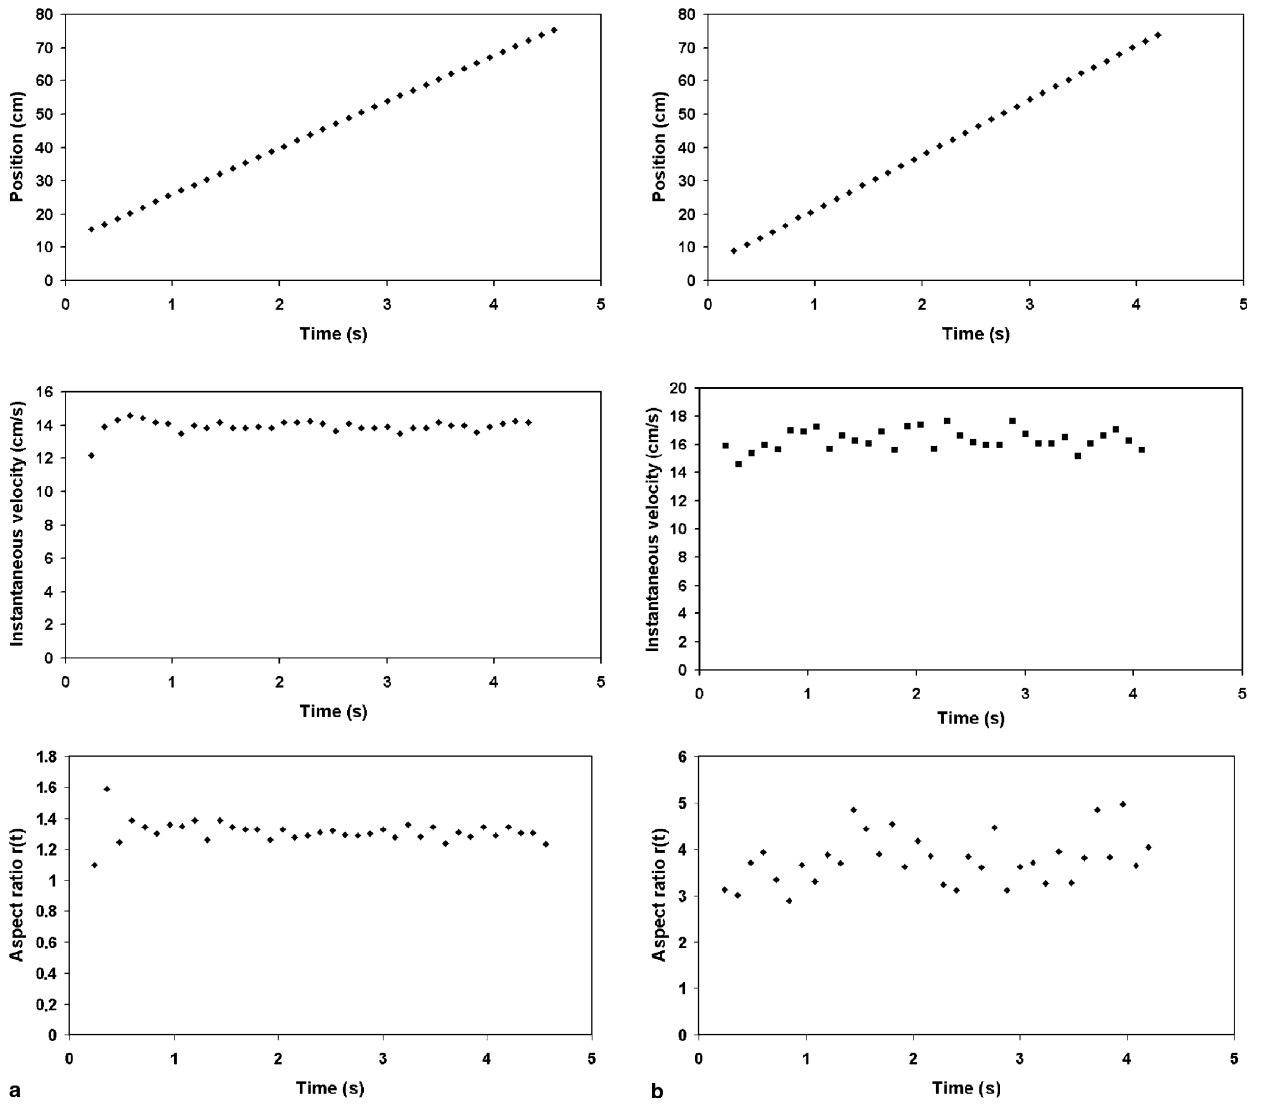 80
70
60
50
40
30
20
10
0
Position (cm)
0 1 2 3 4 5
Time (s)
80
70
60
50
40
30
20
10
0
Position (cm)
0 1 2 3 4 5
Time (s)
16
14
12
10
8
6
4
2
0
Instantaneous velocity (cm/s)
0 1 2 3 4 5
Time (s)
20
18
16
14
12
10
8
6
4
2
0
Instantaneous velocity (cm/s)
0 1 2 3 4 5
Time (s)
1.8
1.6
1.4
1.2
1
0.8
0.6
0.4
0.2
0
Aspect ratio r(t)
0 1 2 3 4 5
Time (s)
a
6
5
4
3
2
1
0
Aspect ratio r(t)
0 1 2 3 4 5
Time (s)
b